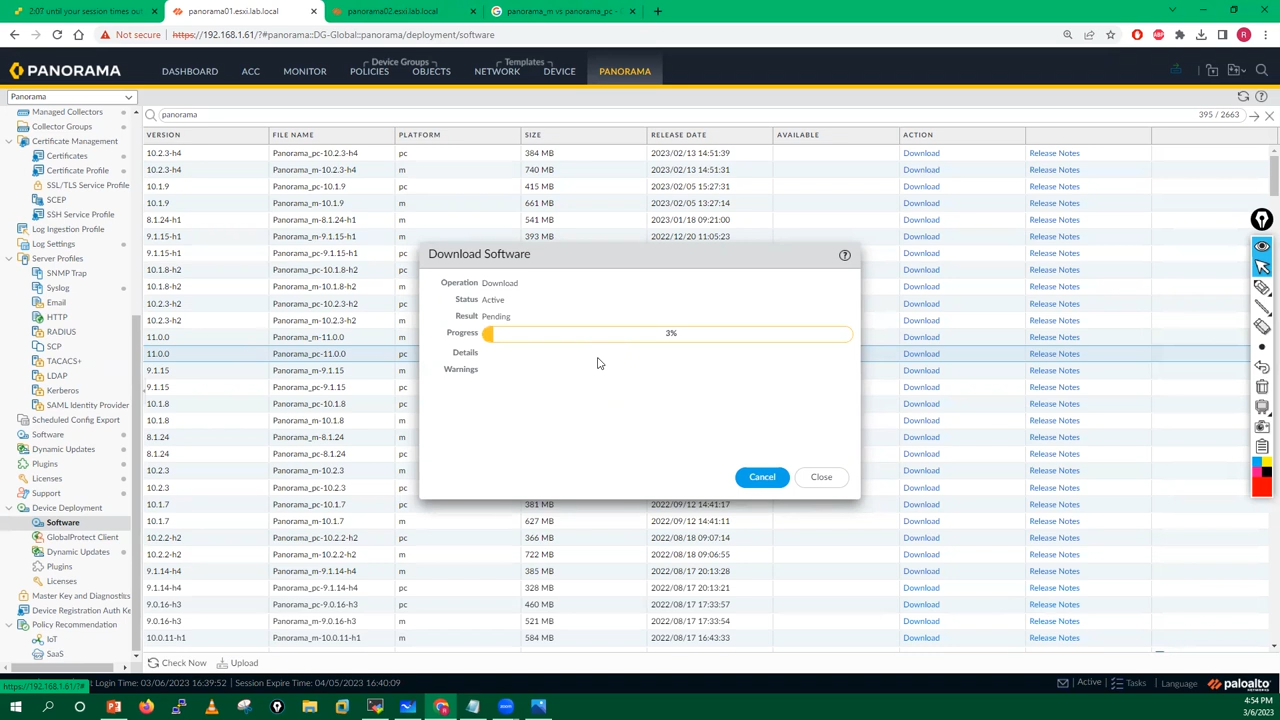 2:07 until your session times out
panorama01.esxi.lab.local
panorama02.esxi.lab.local
panorama_m vs panorama_pc -
Not secure https://192.168.1.61/?#panorama::DG-Global::panorama/deployment/software
R
PANORAMA
DASHBOARD ACC MONITOR
Device Groups
POLICIES OBJECTS
Templates
NETWORK DEVICE
PANORAMA
Panorama
panorama
395 / 2663
Managed Collectors
Collector Groups
Certificate Management
Certificates
Certificate Profile
SSL/TLS Service Profile
SCEP
SSH Service Profile
Log Ingestion Profile
Log Settings
Server Profiles
SNMP Trap
Syslog
Email
HTTP
RADIUS
SCP
TACACS+
LDAP
Kerberos
SAML Identity Provider
Scheduled Config Export
Software
Dynamic Updates
Plugins
Licenses
Support
Device Deployment
Software
GlobalProtect Client
Dynamic Updates
Plugins
Licenses
Master Key and Diagnostics
Device Registration Auth Ke
Policy Recommendation
IoT
SaaS
VERSION FILE NAME PLATFORM SIZE RELEASE DATE AVAILABLE ACTION
10.2.3-h4 Panorama_pc-10.2.3-h4 pc 384 MB 2023/02/13 14:51:39 Download Release Notes
10.2.3-h4 Panorama_m-10.2.3-h4 m 740 MB 2023/02/13 14:51:31 Download Release Notes
10.1.9 Panorama_pc-10.1.9 pc 415 MB 2023/02/05 15:27:31 Download Release Notes
10.1.9 Panorama_m-10.1.9 m 661 MB 2023/02/05 13:27:14 Download Release Notes
8.1.24-h1 Panorama_m-8.1.24-h1 m 541 MB 2023/01/18 09:21:00 Download Release Notes
9.1.15-h1 Panorama_m-9.1.15-h1 m 393 MB 2022/12/20 11:05:23 Download Release Notes
9.1.15-h1 Panorama_pc-9.1.15-h1 pc Download Release Notes
10.1.8-h2 Panorama_pc-10.1.8-h2 pc Download Release Notes
10.1.8-h2 Panorama_m-10.1.8-h2 m Download Release Notes
10.2.3-h2 Panorama_pc-10.2.3-h2 pc Download Release Notes
10.2.3-h2 Panorama_m-10.2.3-h2 m Download Release Notes
11.0.0 Panorama_m-11.0.0 m Download Release Notes
11.0.0 Panorama_pc-11.0.0 pc Download Release Notes
9.1.15 Panorama_m-9.1.15 m Download Release Notes
9.1.15 Panorama_pc-9.1.15 pc Download Release Notes
10.1.8 Panorama_pc-10.1.8 pc Download Release Notes
10.1.8 Panorama_m-10.1.8 m Download Release Notes
8.1.24 Panorama_m-8.1.24 m Download Release Notes
8.1.24 Panorama_pc-8.1.24 pc Download Release Notes
10.2.3 Panorama_m-10.2.3 m Download Release Notes
10.2.3 Panorama_pc-10.2.3 pc Download Release Notes
10.1.7 Panorama_pc-10.1.7 pc 381 MB 2022/09/12 14:41:17 Download Release Notes
10.1.7 Panorama_m-10.1.7 m 627 MB 2022/09/12 14:41:11 Download Release Notes
10.2.2-h2 Panorama_pc-10.2.2-h2 pc 366 MB 2022/08/18 09:07:14 Download Release Notes
10.2.2-h2 Panorama_m-10.2.2-h2 m 722 MB 2022/08/18 09:06:55 Download Release Notes
9.1.14-h4 Panorama_m-9.1.14-h4 m 385 MB 2022/08/17 20:13:28 Download Release Notes
9.1.14-h4 Panorama_pc-9.1.14-h4 pc 328 MB 2022/08/17 20:13:21 Download Release Notes
9.0.16-h3 Panorama_pc-9.0.16-h3 pc 460 MB 2022/08/17 17:33:57 Download Release Notes
9.0.16-h3 Panorama_m-9.0.16-h3 m 521 MB 2022/08/17 17:33:54 Download Release Notes
10.0.11-h1 Panorama_m-10.0.11-h1 m 584 MB 2022/08/17 16:43:33 Download Release Notes
Download Software
Operation Download
Status Active
Result Pending
Progress 3%
Details
Warnings
Cancel Close
Check Now Upload
https://192.168.1.61/?#
t Login Time: 03/06/2023 16:39:52 | Session Expire Time: 04/05/2023 16:40:09
Active Tasks Language paloalto
4:54 PM
3/6/2023